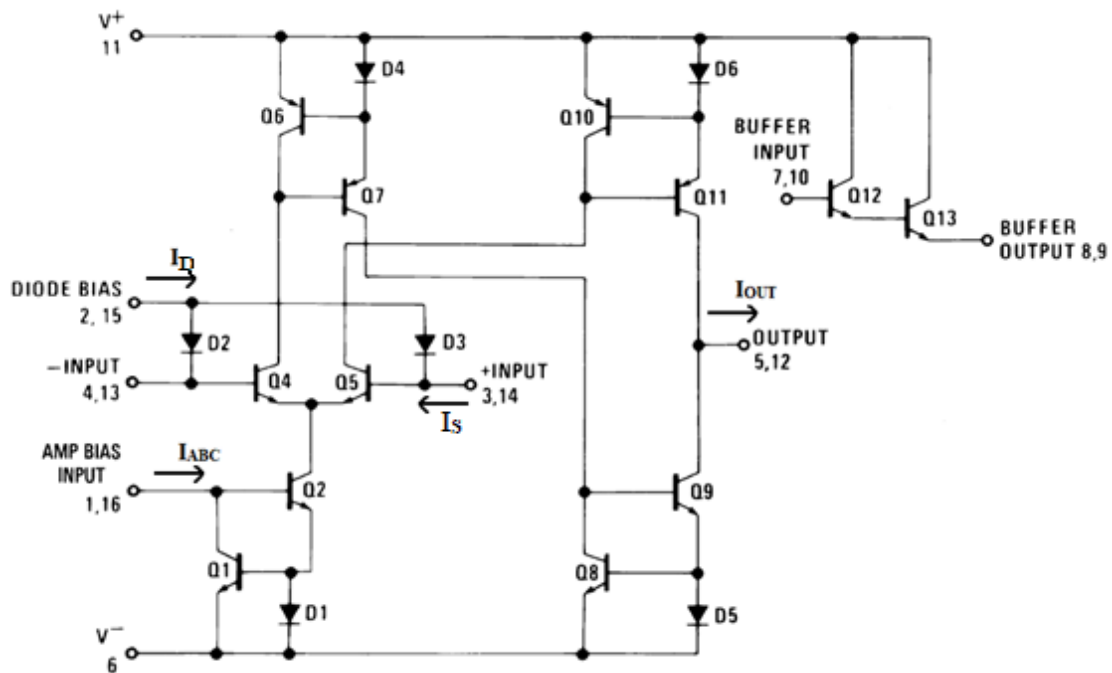 V+
11
D4
D6
Q6
Q10
BUFFER
INPUT
7,10
Q7
Q11
Q12
Q13
BUFFER
OUTPUT 8,9
ID
DIODE BIAS
2, 15
IOUT
D2
D3
OUTPUT
5,12
−INPUT
4,13
Q4
Q5
+INPUT
3,14
IS
AMP BIAS
INPUT
1,16
IABC
Q2
Q9
Q1
Q8
D1
D5
V−
6